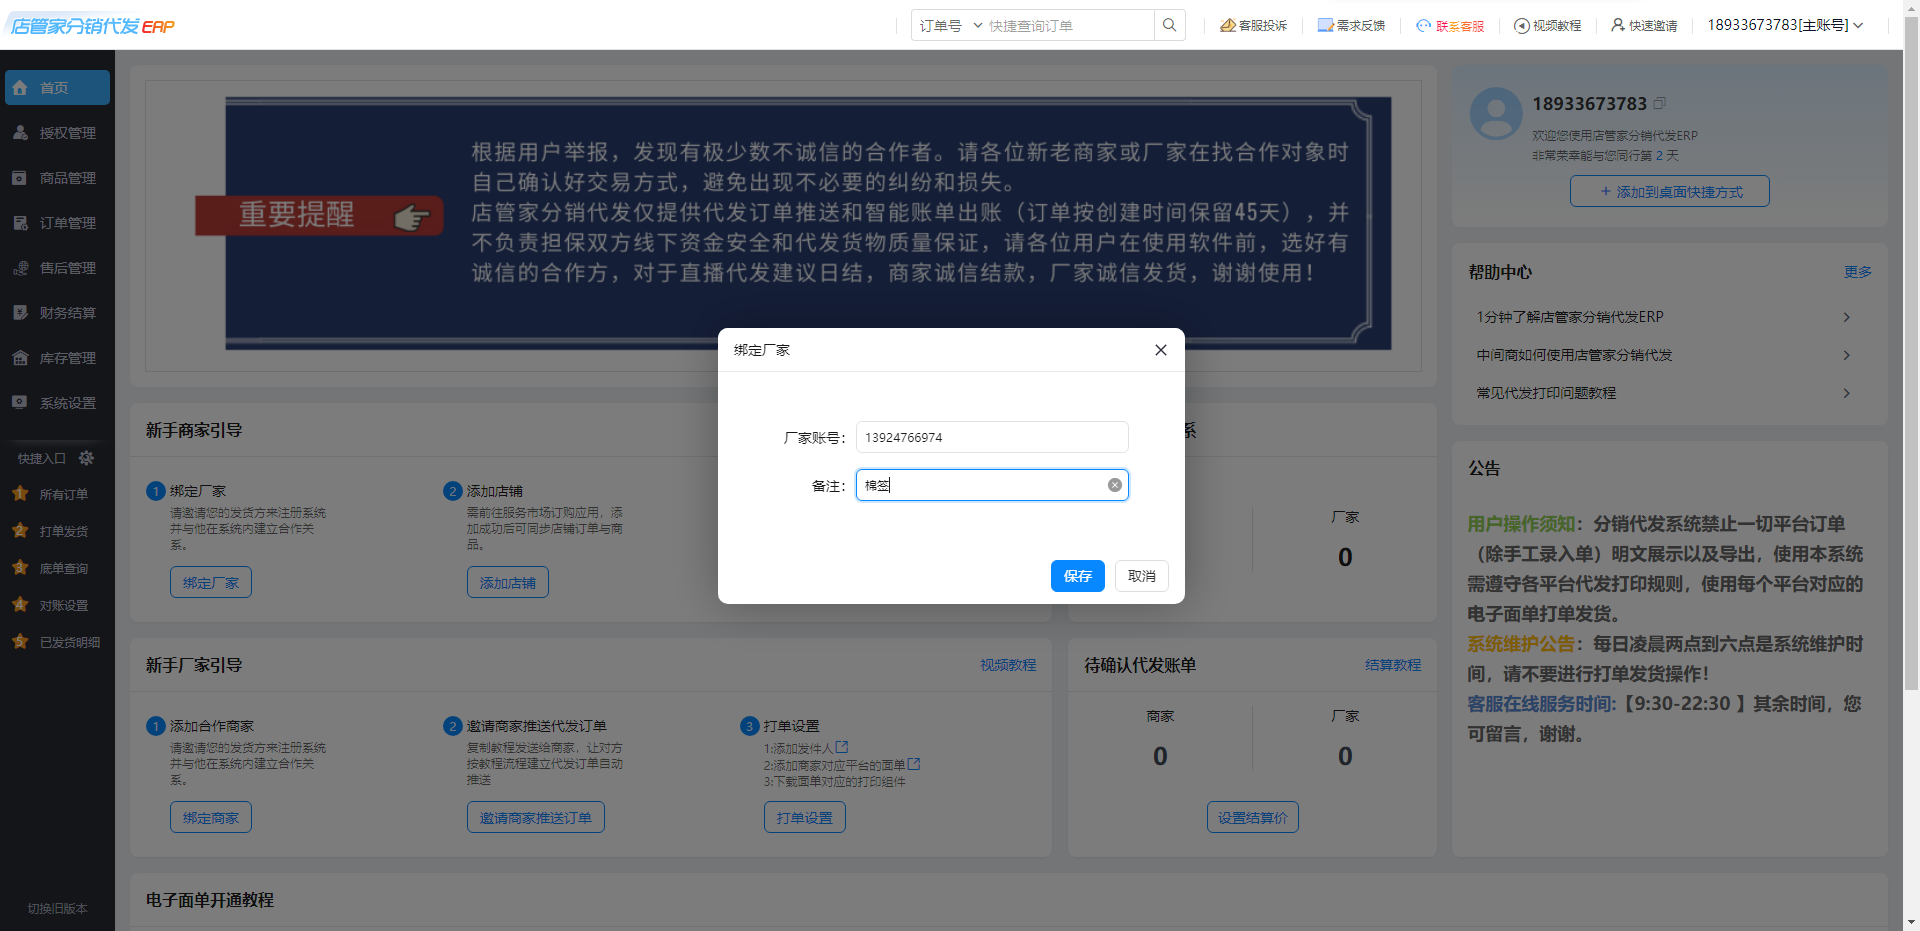 店管家分销代发ERP
订单号
快捷查询订单
客服投诉
需求反馈
联系客服
视频教程
快速邀请
18933673783[主账号]
首页
授权管理
商品管理
订单管理
售后管理
财务结算
库存管理
系统设置
快捷入口
1 所有订单
2 打单发货
3 底单查询
4 对账设置
5 已发货明细
切换旧版本
重要提醒
根据用户举报，发现有极少数不诚信的合作者。请各位新老商家或厂家在找合作对象时
自己确认好交易方式，避免出现不必要的纠纷和损失。
店管家分销代发仅提供代发订单推送和智能账单出账（订单按创建时间保留45天），并
不负责担保双方线下资金安全和代发货物质量保证，请各位用户在使用软件前，选好有
诚信的合作方，对于直播代发建议日结，商家诚信结款，厂家诚信发货，谢谢使用！
绑定厂家
厂家账号：
13924766974
备注：
棉签
保存
取消
新手商家引导
1 绑定厂家
请邀请您的发货方来注册系统
并与他在系统内建立合作关
系。
绑定厂家
2 添加店铺
需前往服务市场订购应用，添
加成功后可同步店铺订单与商
品。
添加店铺
系
厂家
0
新手厂家引导
视频教程
1 添加合作商家
请邀请您的发货方来注册系统
并与他在系统内建立合作关
系。
绑定商家
2 邀请商家推送代发订单
复制教程发送给商家，让对方
按教程流程建立代发订单自动
推送
邀请商家推送订单
3 打单设置
1:添加发件人
2:添加商家对应平台的面单
3:下载面单对应的打印组件
打单设置
待确认代发账单
结算教程
商家
0
厂家
0
设置结算价
电子面单开通教程
18933673783
欢迎您使用店管家分销代发ERP
非常荣幸能与您同行第 2 天
+ 添加到桌面快捷方式
帮助中心
更多
1分钟了解店管家分销代发ERP
中间商如何使用店管家分销代发
常见代发打印问题教程
公告
用户操作须知：分销代发系统禁止一切平台订单
（除手工录入单）明文展示以及导出，使用本系统
需遵守各平台代发打印规则，使用每个平台对应的
电子面单打单发货。
系统维护公告：每日凌晨两点到六点是系统维护时
间，请不要进行打单发货操作！
客服在线服务时间:【9:30-22:30 】其余时间，您
可留言，谢谢。